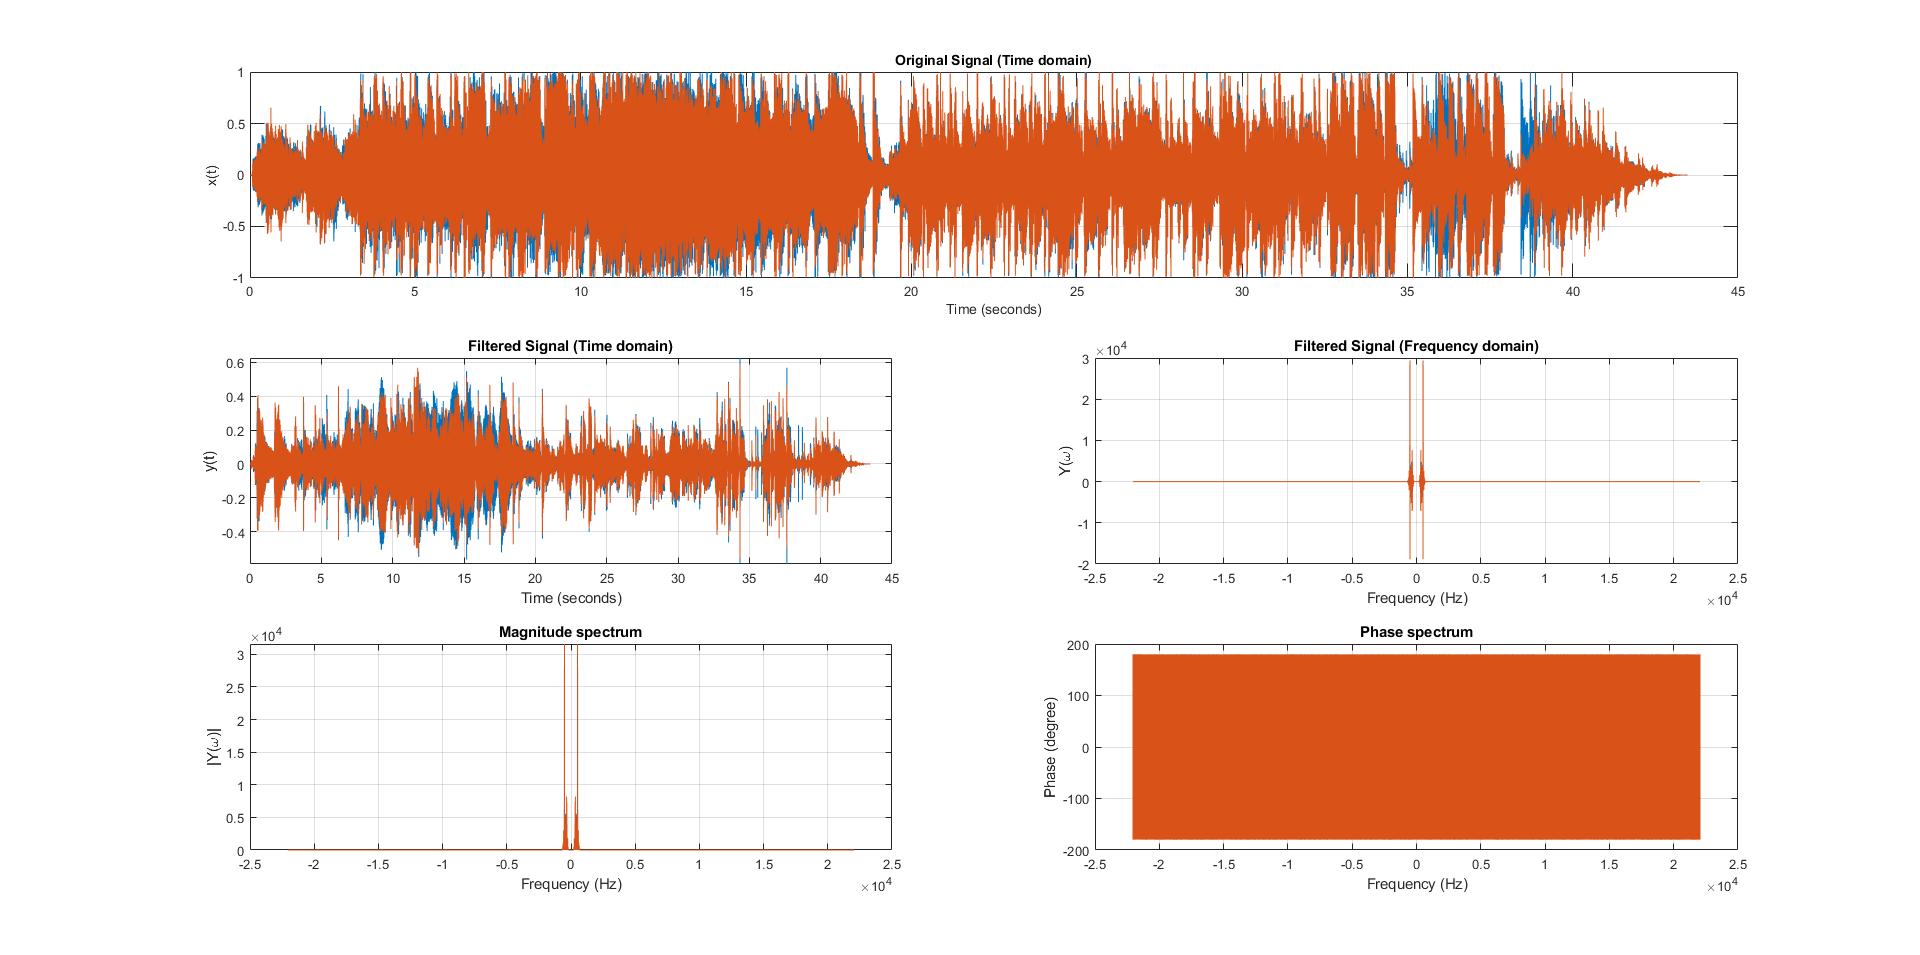 Original Signal (Time domain)
1
0.5
0
-0.5
-1
x(t)
0 5 10 15 20 25 30 35 40 45
Time (seconds)
Filtered Signal (Time domain)
0.6
0.4
0.2
0
-0.2
-0.4
y(t)
0 5 10 15 20 25 30 35 40 45
Time (seconds)
Filtered Signal (Frequency domain)
×10⁴
3
2
1
0
-1
-2
Y(ω)
-2.5 -2 -1.5 -1 -0.5 0 0.5 1 1.5 2 2.5
Frequency (Hz)
×10⁴
Magnitude spectrum
×10⁴
3
2.5
2
1.5
1
0.5
0
|Y(ω)|
-2.5 -2 -1.5 -1 -0.5 0 0.5 1 1.5 2 2.5
Frequency (Hz)
×10⁴
Phase spectrum
200
100
0
-100
-200
Phase (degree)
-2.5 -2 -1.5 -1 -0.5 0 0.5 1 1.5 2 2.5
Frequency (Hz)
×10⁴